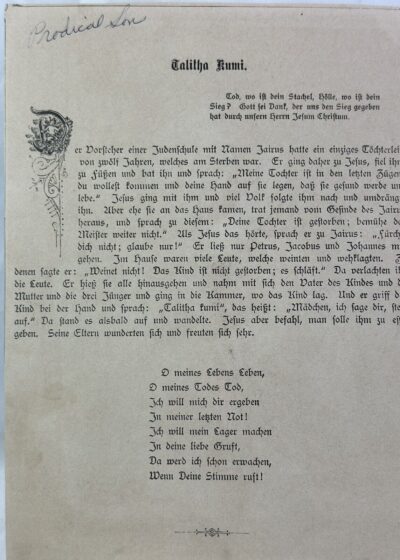 Prodical Son
Talitha Kumi.
Tod, wo ist dein Stachel, Hölle, wo ist dein
Sieg? Gott sei Dank, der uns den Sieg gegeben
hat durch unsern Herrn Jesum Christum.
Der Vorsteher einer Judenschule mit Namen Jairus hatte ein einziges Töchterlein
von zwölf Jahren, welches am Sterben war. Er ging daher zu Jesus, fiel ihm
zu Füßen und bat ihn und sprach: „Meine Tochter ist in den letzten Zügen,
du wollest kommen und deine Hand auf sie legen, daß sie gesund werde und
lebe.“ Jesus ging mit ihm und viel Volk folgte ihm nach und umdräng
ihn. Aber ehe sie an das Haus kamen, trat jemand vom Gesinde des Jairus
heraus, und sprach zu diesem: „Deine Tochter ist gestorben; bemühe de
Meister weiter nicht.“ Als Jesus das hörte, sprach er zu Jairus: „Fürch
dich nicht; glaube nur!“ Er ließ nur Petrus, Jacobus und Johannes m
gehen. Im Hause waren viele Leute, welche weinten und wehklagten. Z
denen sagte er: „Weinet nicht! Das Kind ist nicht gestorben; es schläft.“ Da verlachten ih
die Leute. Er hieß sie alle hinausgehen und nahm mit sich den Vater des Kindes und d
Mutter und die drei Jünger und ging in die Kammer, wo das Kind lag. Und er griff d
Kind bei der Hand und sprach: „Talitha kumi“, das heißt: „Mädchen, ich sage dir, ste
auf.“ Da stand es alsbald auf und wandelte. Jesus aber befahl, man solle ihm zu eß
geben. Seine Eltern wunderten sich und freuten sich sehr.
O meines Lebens Leben,
O meines Todes Tod,
Ich will mich dir ergeben
In meiner letzten Not!
Ich will mein Lager machen
In deine liebe Gruft,
Da werd ich schon erwachen,
Wenn Deine Stimme ruft!